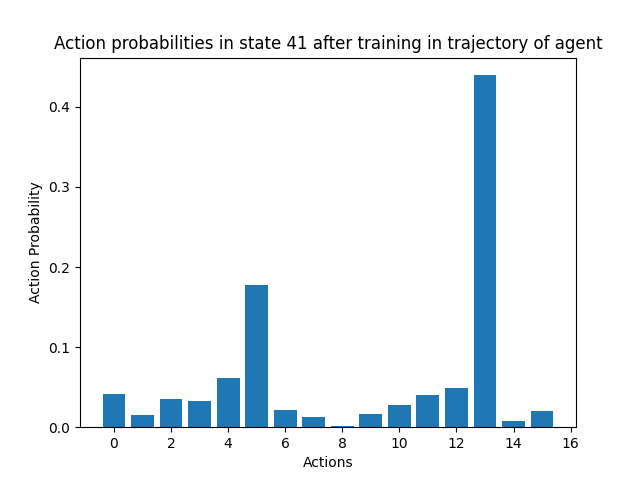 Action probabilities in state 41 after training in trajectory of agent
Action Probability
0.4
0.3
0.2
0.1
0.0
0 2 4 6 8 10 12 14 16
Actions